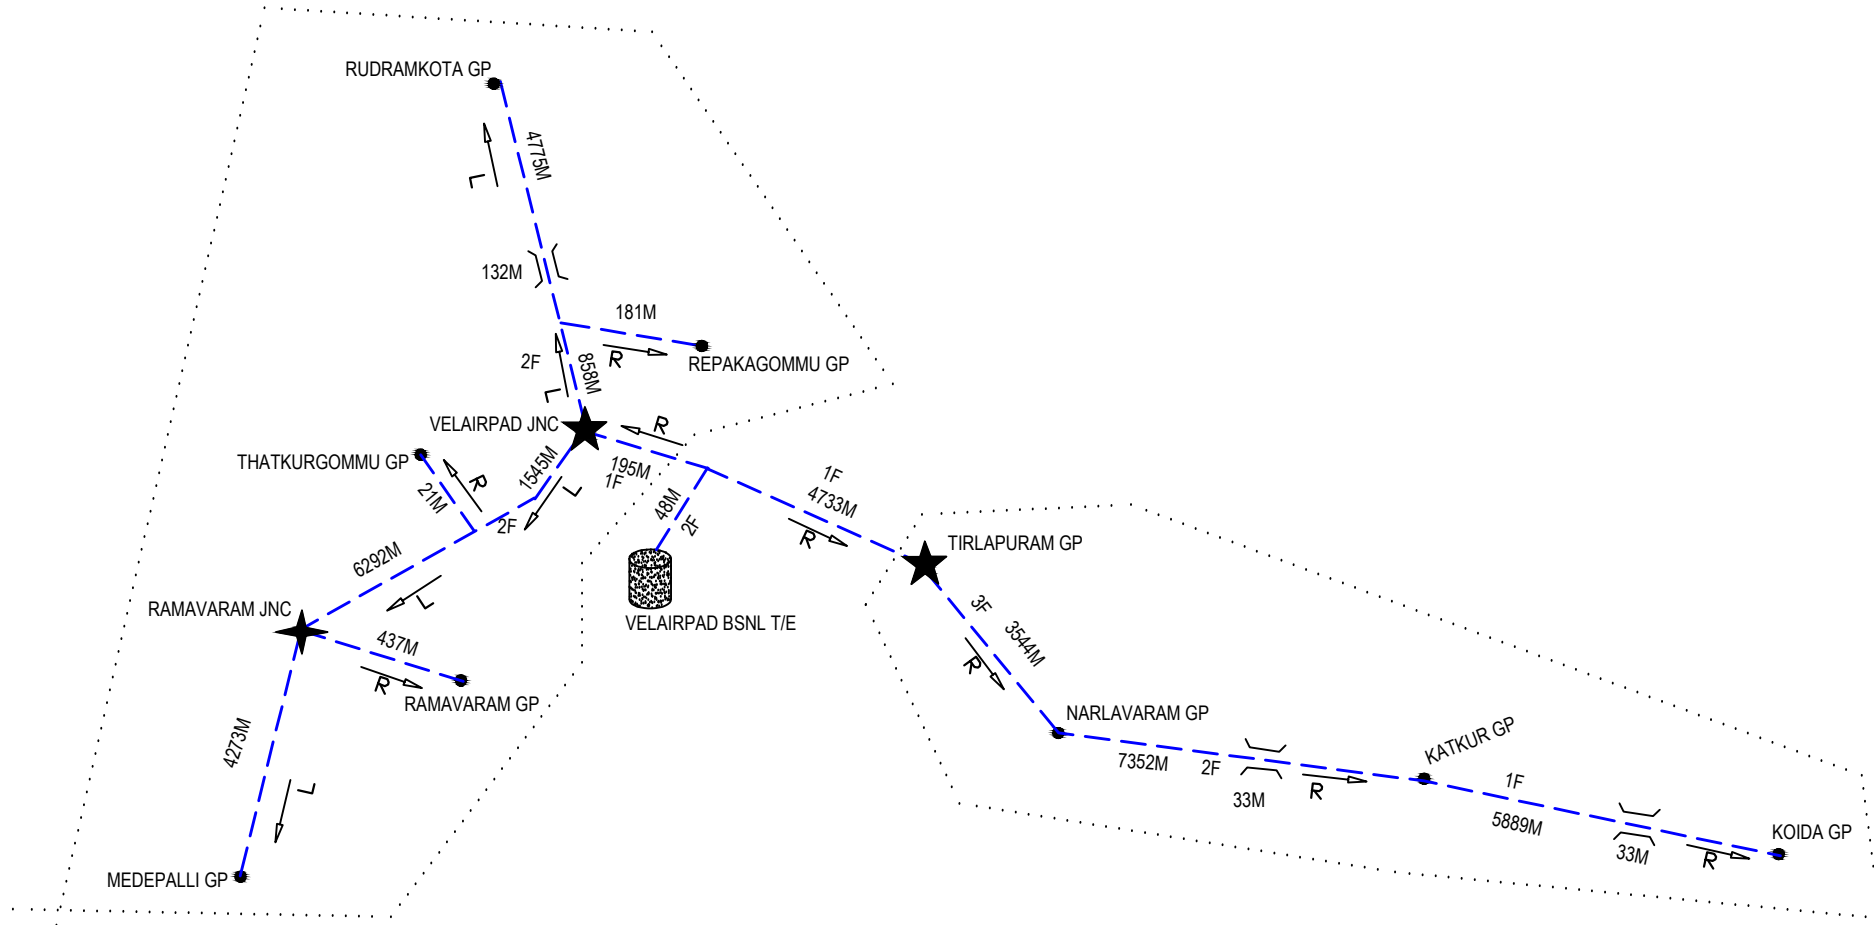 RUDRAMKOTA GP
4775M
L
132M
181M
R
REPAKAGOMMU GP
2F
858M
L
VELAIRPAD JNC
R
195M
1F
1545M
L
THATKURGOMMU GP
R
21M
2F
48M
2F
1F
4733M
R
TIRLAPURAM GP
6292M
L
RAMAVARAM JNC
VELAIRPAD BSNL T/E
437M
R
RAMAVARAM GP
3F
3544M
R
NARLAVARAM GP
4273M
L
7352M
2F
33M
R
KATKUR GP
1F
5889M
33M
R
KOIDA GP
MEDEPALLI GP